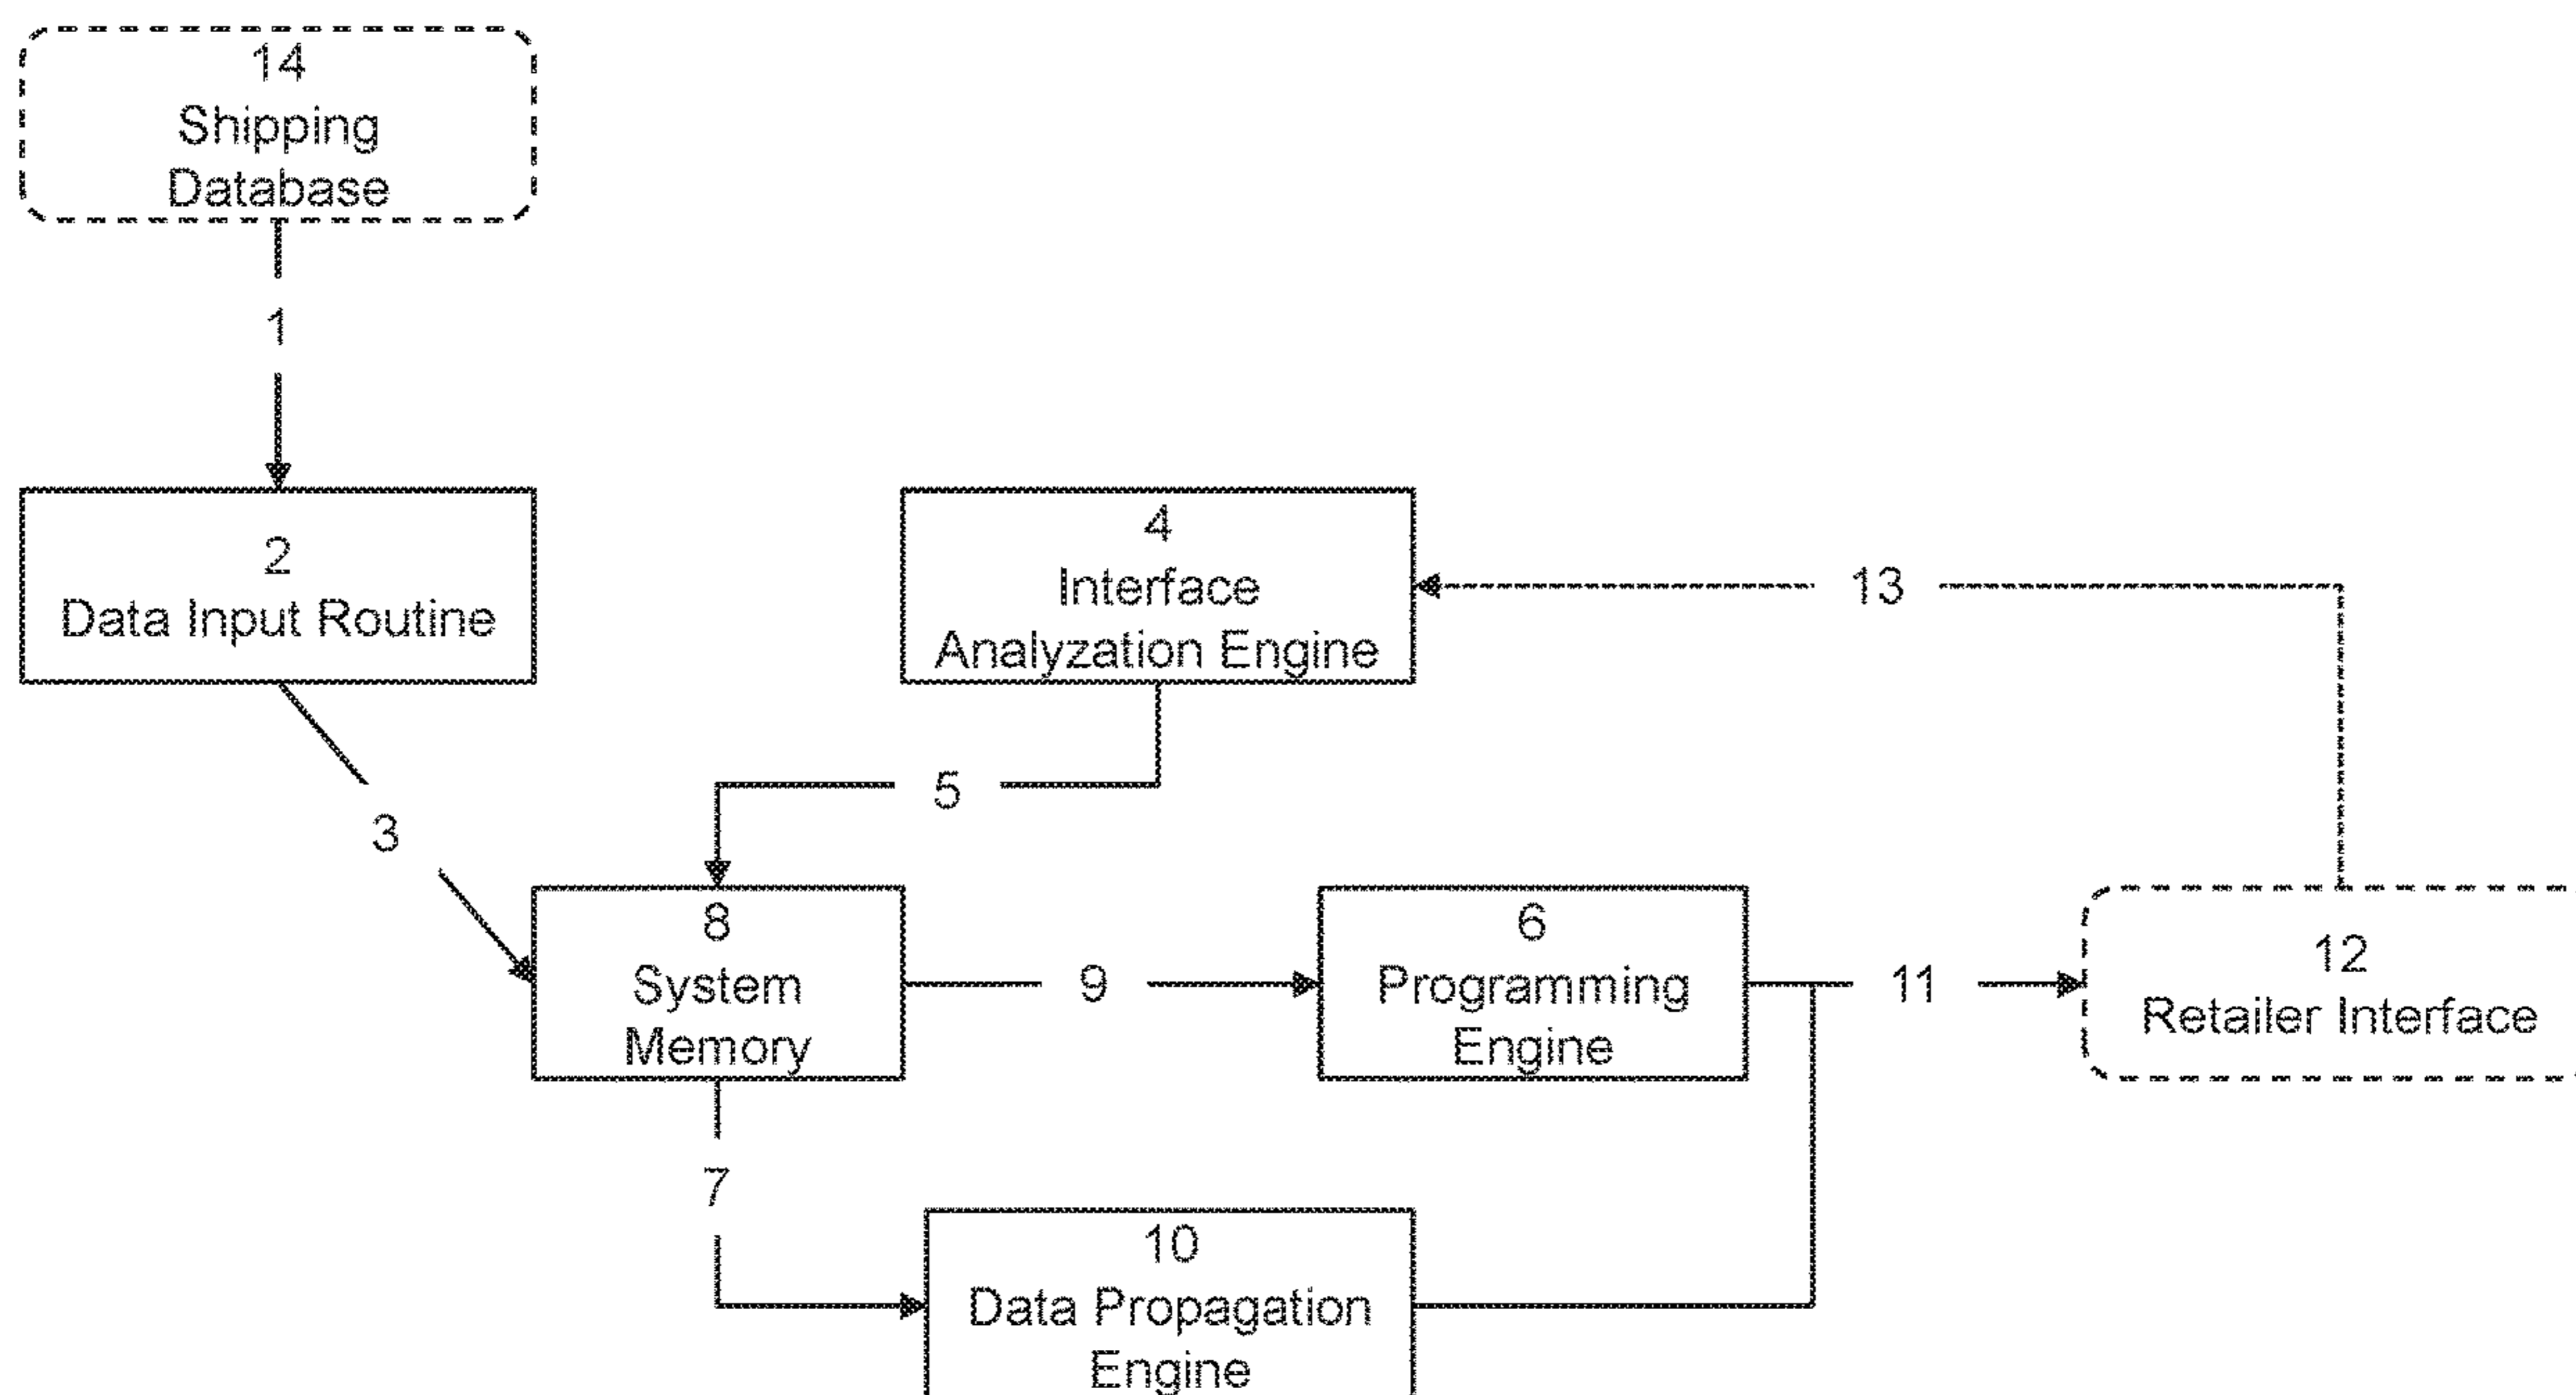 14
Shipping
Database
1
2
Data Input Routine
4
Interface
Analyzation Engine
13
5
3
8
System
Memory
9
6
Programming
Engine
11
12
Retailer Interface
7
10
Data Propagation
Engine